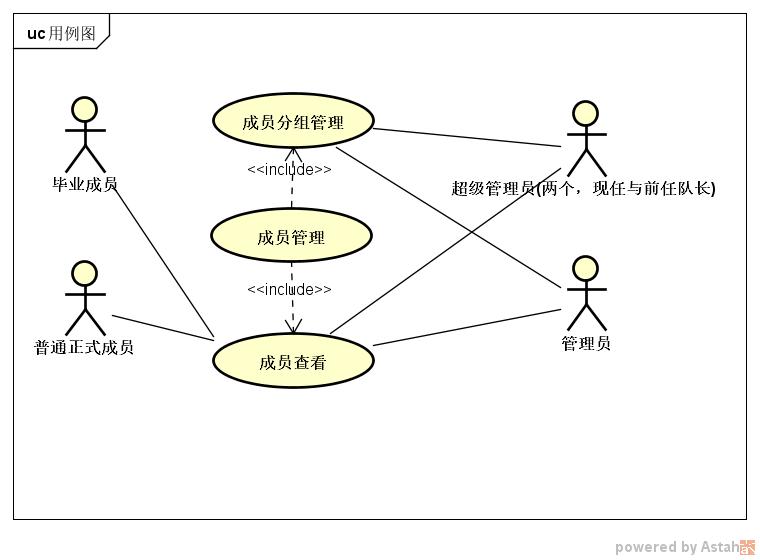 uc 用例图
成员分组管理
<<include>>
毕业成员
超级管理员(两个，现任与前任队长)
成员管理
<<include>>
普通正式成员
管理员
成员查看
powered by Astah